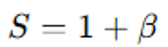 S = 1 + β